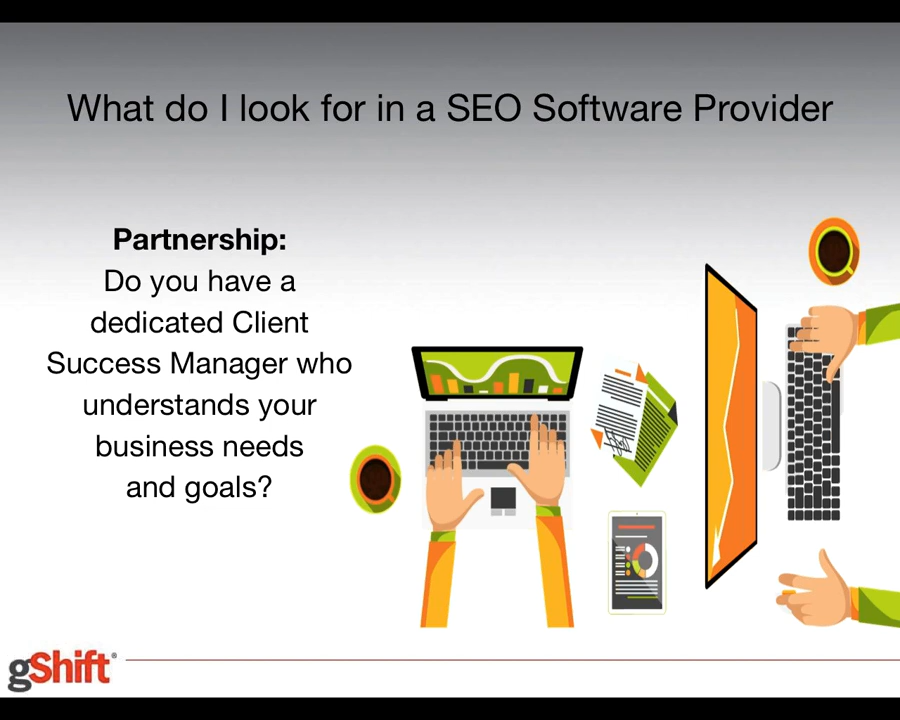 What do I look for in a SEO Software Provider
Partnership:
Do you have a
dedicated Client
Success Manager who
understands your
business needs
and goals?
gShift®